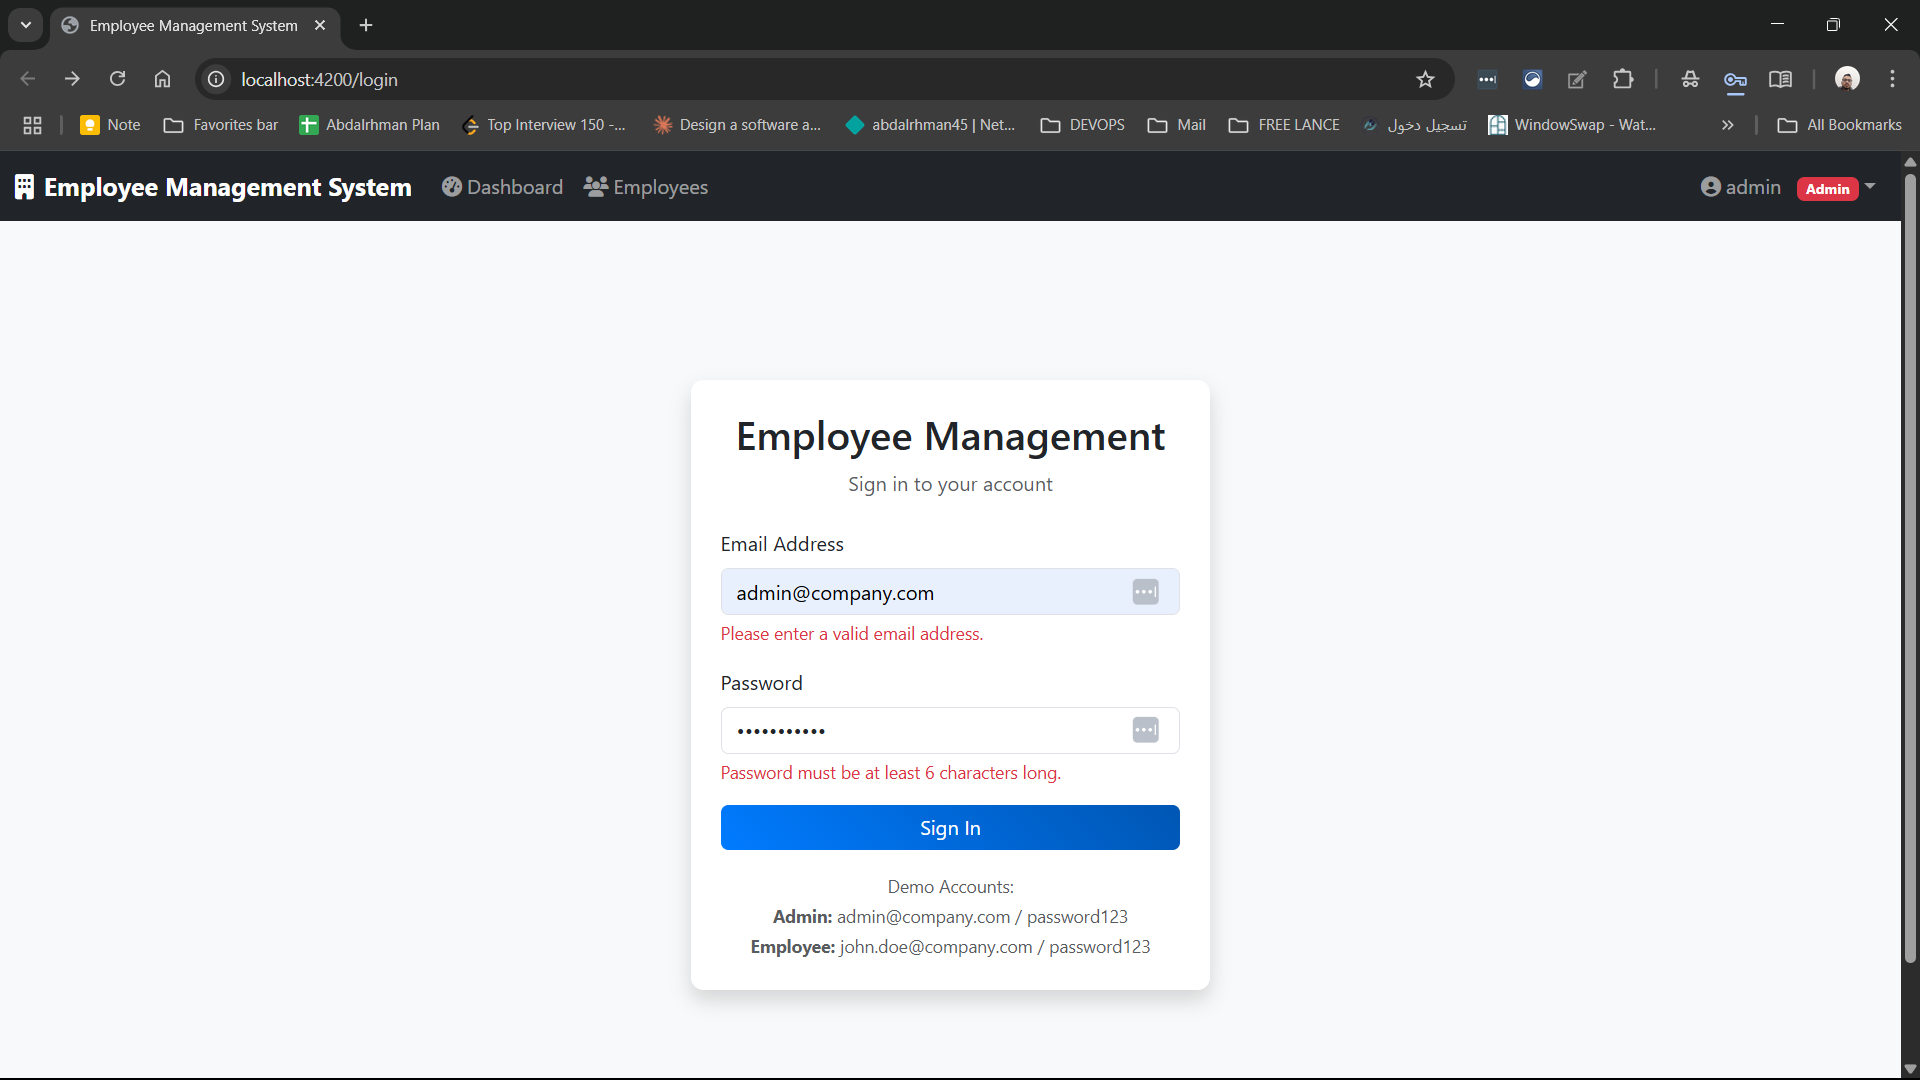 Employee Management System
localhost:4200/login
Note
Favorites bar
Abdalrhman Plan
Top Interview 150 -...
Design a software a...
abdalrhman45 | Net...
DEVOPS
Mail
FREE LANCE
تسجيل دخول
WindowSwap - Wat...
All Bookmarks
Employee Management System
Dashboard
Employees
admin
Admin
Employee Management
Sign in to your account
Email Address
admin@company.com
Please enter a valid email address.
Password
•••••••••••
Password must be at least 6 characters long.
Sign In
Demo Accounts:
Admin: admin@company.com / password123
Employee: john.doe@company.com / password123